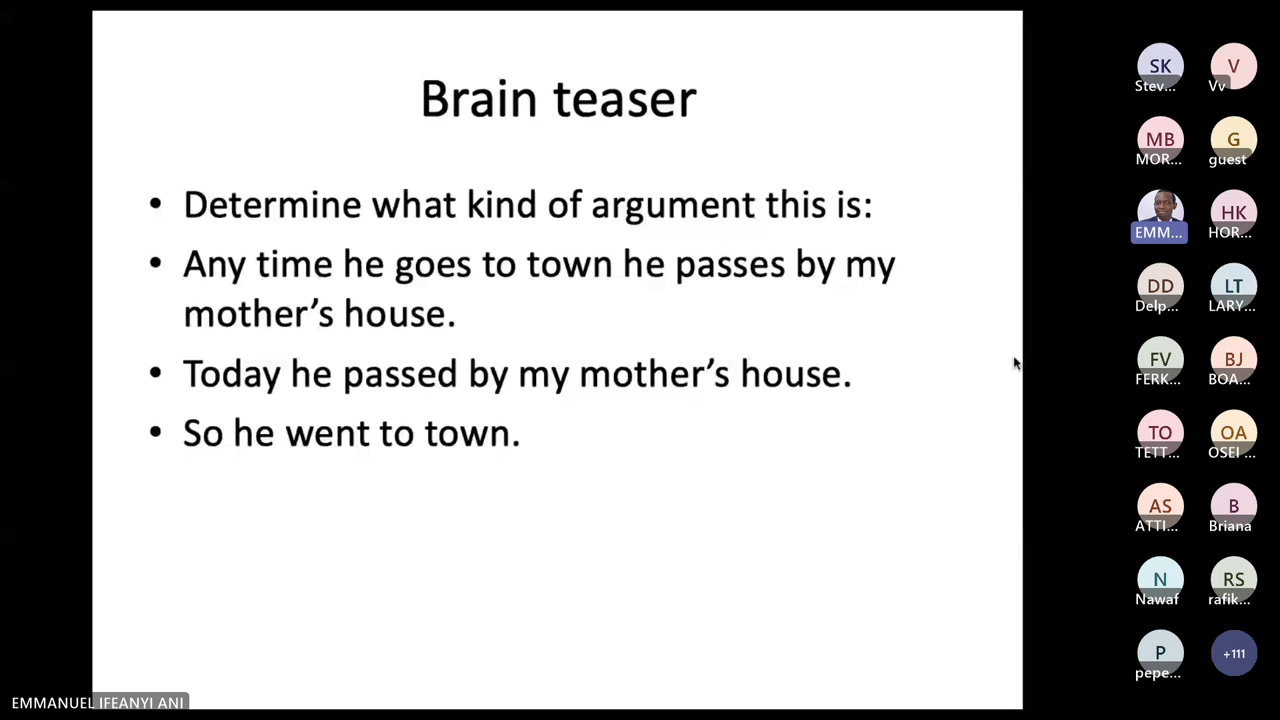 Brain teaser
• Determine what kind of argument this is:
• Any time he goes to town he passes by my
mother’s house.
• Today he passed by my mother’s house.
• So he went to town.
SK
Stev...
V
Vv
MB
MOR...
G
guest
EMM...
HK
HOR...
DD
Delp...
LT
LARY...
FV
FERK...
BJ
BOA...
TO
TETT...
OA
OSEI ...
AS
ATTI...
B
Briana
N
Nawaf
RS
rafik...
P
pepe...
+111
EMMANUEL IFEANYI ANI